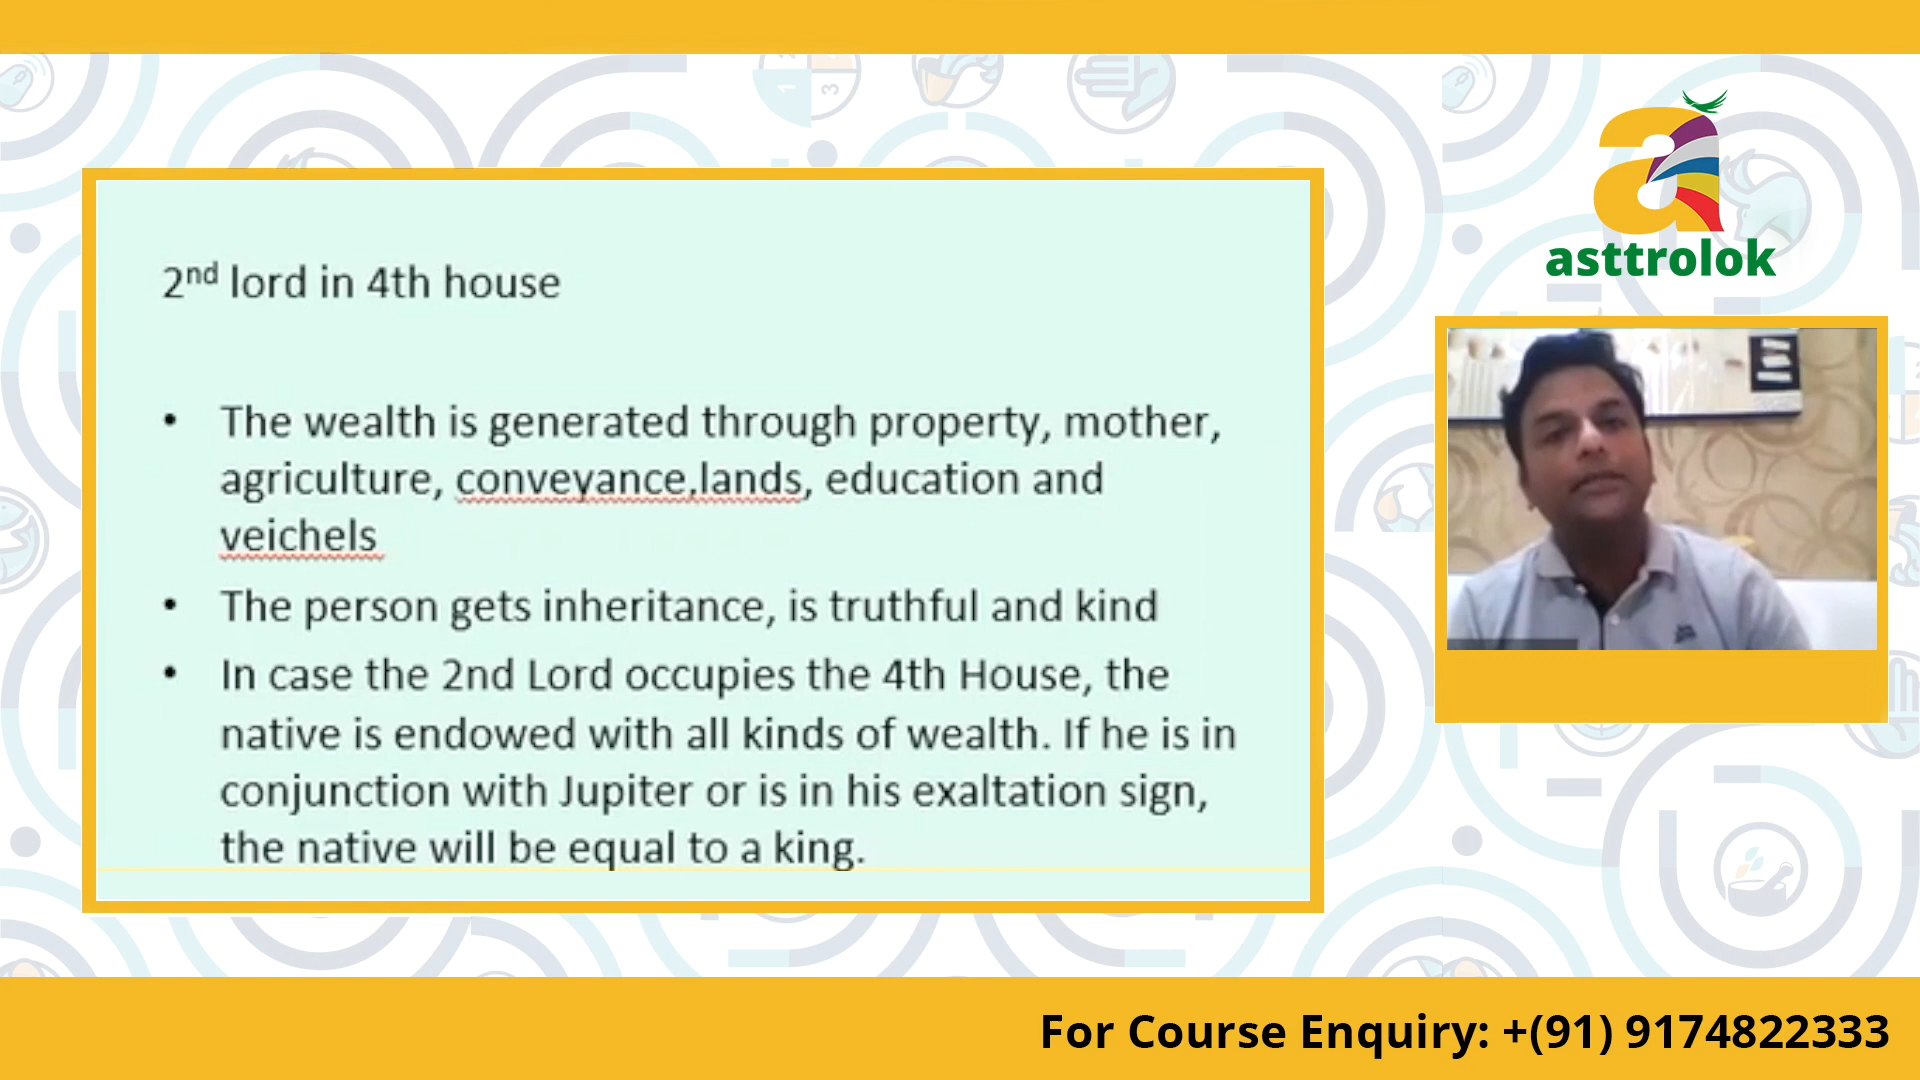 asttrolok
2nd lord in 4th house
• The wealth is generated through property, mother,
agriculture, conveyance,lands, education and
veichels
• The person gets inheritance, is truthful and kind
• In case the 2nd Lord occupies the 4th House, the
native is endowed with all kinds of wealth. If he is in
conjunction with Jupiter or is in his exaltation sign,
the native will be equal to a king.
For Course Enquiry: +(91) 9174822333